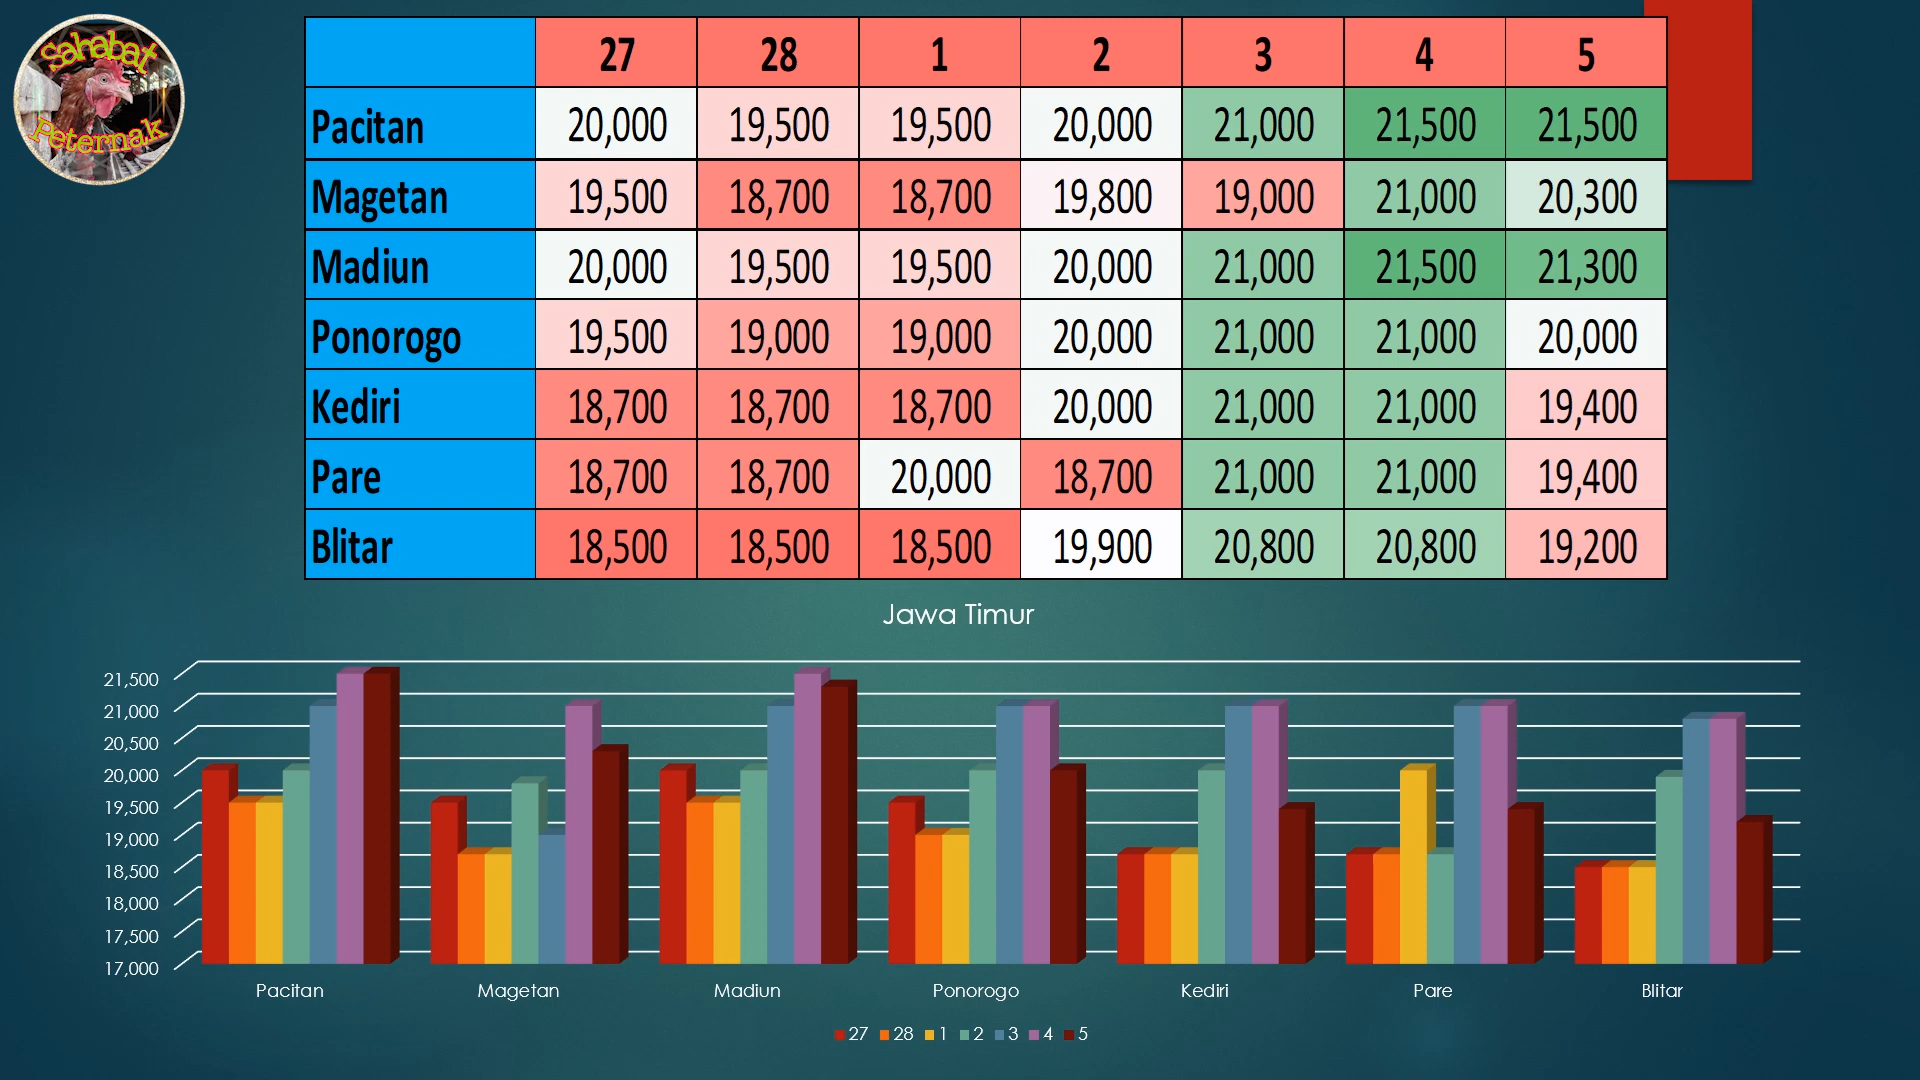 Sahabat
Peternak
27 28 1 2 3 4 5
Pacitan 20,000 19,500 19,500 20,000 21,000 21,500 21,500
Magetan 19,500 18,700 18,700 19,800 19,000 21,000 20,300
Madiun 20,000 19,500 19,500 20,000 21,000 21,500 21,300
Ponorogo 19,500 19,000 19,000 20,000 21,000 21,000 20,000
Kediri 18,700 18,700 18,700 20,000 21,000 21,000 19,400
Pare 18,700 18,700 20,000 18,700 21,000 21,000 19,400
Blitar 18,500 18,500 18,500 19,900 20,800 20,800 19,200
Jawa Timur
21,500
21,000
20,500
20,000
19,500
19,000
18,500
18,000
17,500
17,000
Pacitan Magetan Madiun Ponorogo Kediri Pare Blitar
27 28 1 2 3 4 5